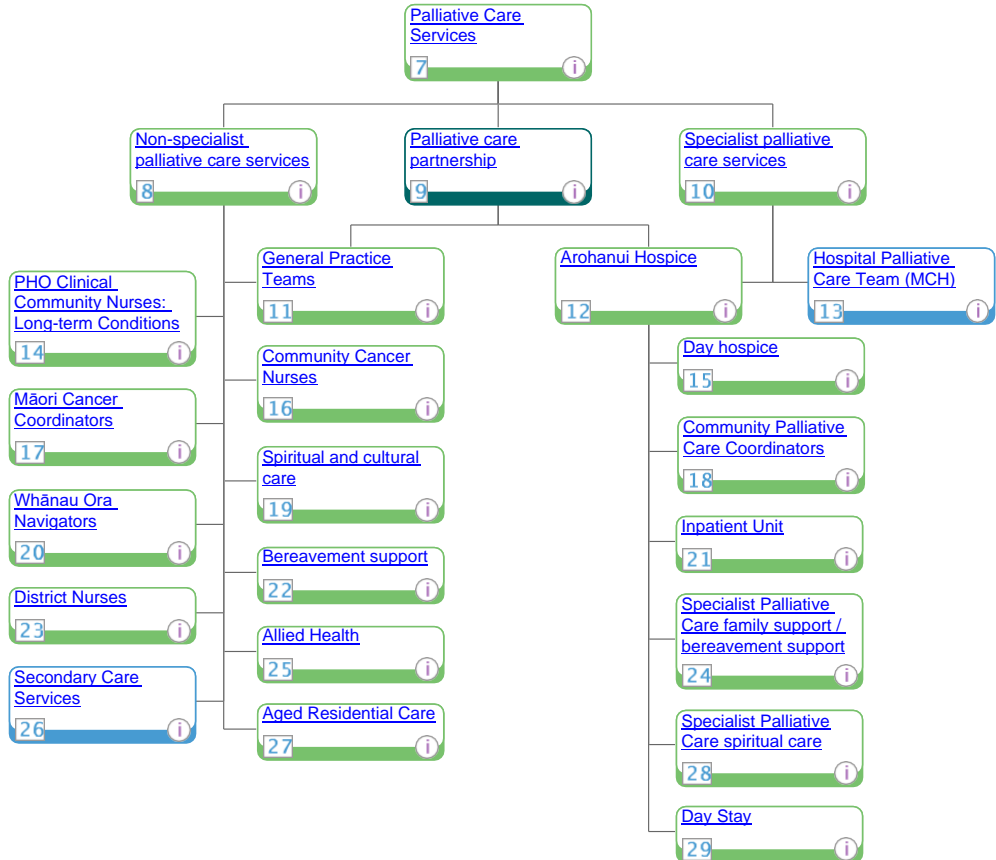 Palliative Care
Services
7
i
Non-specialist
palliative care services
8
i
Palliative care
partnership
9
i
Specialist palliative
care services
10
i
General Practice
Teams
11
i
Arohanui Hospice
12
i
Hospital Palliative
Care Team (MCH)
13
i
PHO Clinical
Community Nurses:
Long-term Conditions
14
i
Day hospice
15
i
Community Cancer
Nurses
16
i
Māori Cancer
Coordinators
17
i
Community Palliative
Care Coordinators
18
i
Spiritual and cultural
care
19
i
Whānau Ora
Navigators
20
i
Inpatient Unit
21
i
Bereavement support
22
i
District Nurses
23
i
Specialist Palliative
Care family support /
bereavement support
24
i
Allied Health
25
i
Secondary Care
Services
26
i
Aged Residential Care
27
i
Specialist Palliative
Care spiritual care
28
i
Day Stay
29
i